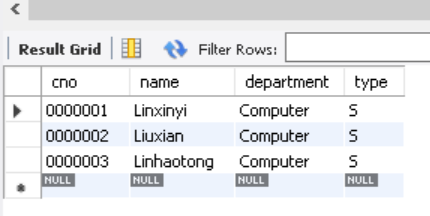 Result Grid Filter Rows:
cno name department type
0000001 Linxinyi Computer S
0000002 Liuxian Computer S
0000003 Linhaotong Computer S
NULL NULL NULL NULL